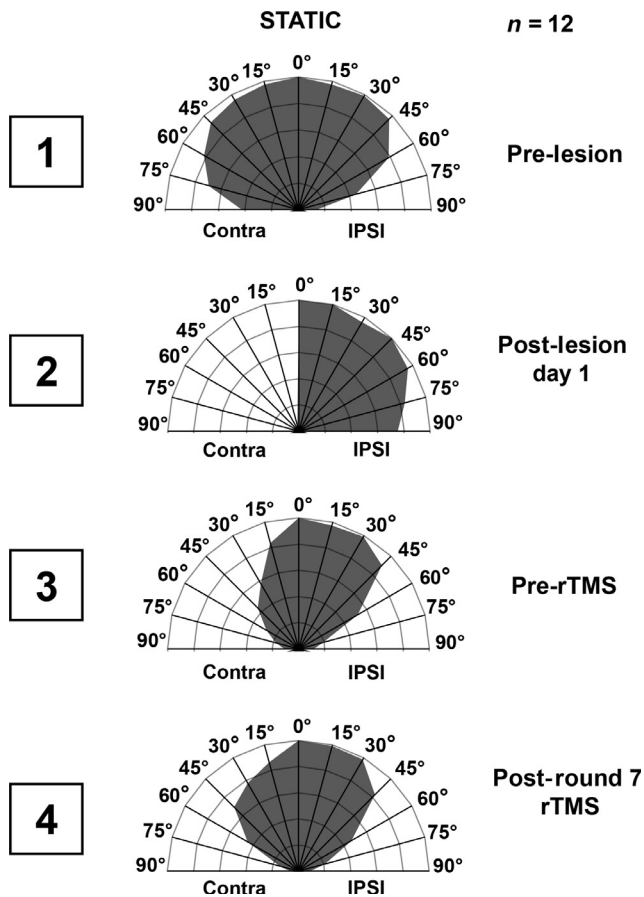 STATIC n = 12
0°
15° 15°
30° 30°
45° 45°
1 60° 60° Pre-lesion
75° 75°
90° 90°
Contra IPSI
0°
15° 15°
30° 30°
45° 45°
2 60° 60° Post-lesion
day 1
75° 75°
90° 90°
Contra IPSI
0°
15° 15°
30° 30°
45° 45°
3 60° 60° Pre-rTMS
75° 75°
90° 90°
Contra IPSI
0°
15° 15°
30° 30°
45° 45°
4 60° 60° Post-round 7
rTMS
75° 75°
90° 90°
Contra IPSI